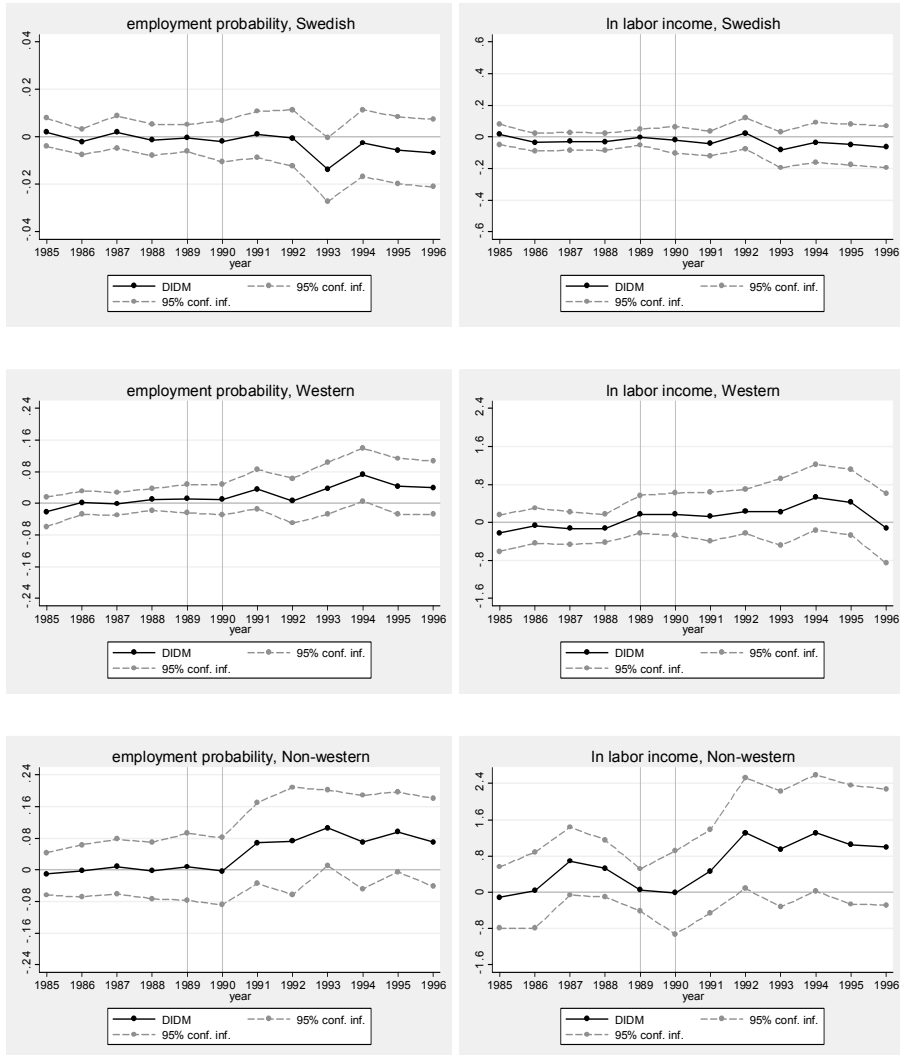 employment probability, Swedish
.04
.02
0
-.02
-.04
1985 1986 1987 1988 1989 1990 1991 1992 1993 1994 1995 1996
year
DIDM
95% conf. inf.
95% conf. inf.
ln labor income, Swedish
.6
.4
.2
0
-.2
-.4
-.6
1985 1986 1987 1988 1989 1990 1991 1992 1993 1994 1995 1996
year
DIDM
95% conf. inf.
95% conf. inf.
employment probability, Western
.24
.16
.08
0
-.08
-.16
-.24
1985 1986 1987 1988 1989 1990 1991 1992 1993 1994 1995 1996
year
DIDM
95% conf. inf.
95% conf. inf.
ln labor income, Western
2.4
1.6
.8
0
-.8
-1.6
1985 1986 1987 1988 1989 1990 1991 1992 1993 1994 1995 1996
year
DIDM
95% conf. inf.
95% conf. inf.
employment probability, Non-western
.24
.16
.08
0
-.08
-.16
-.24
1985 1986 1987 1988 1989 1990 1991 1992 1993 1994 1995 1996
year
DIDM
95% conf. inf.
95% conf. inf.
ln labor income, Non-western
2.4
1.6
.8
0
-.8
-1.6
1985 1986 1987 1988 1989 1990 1991 1992 1993 1994 1995 1996
year
DIDM
95% conf. inf.
95% conf. inf.